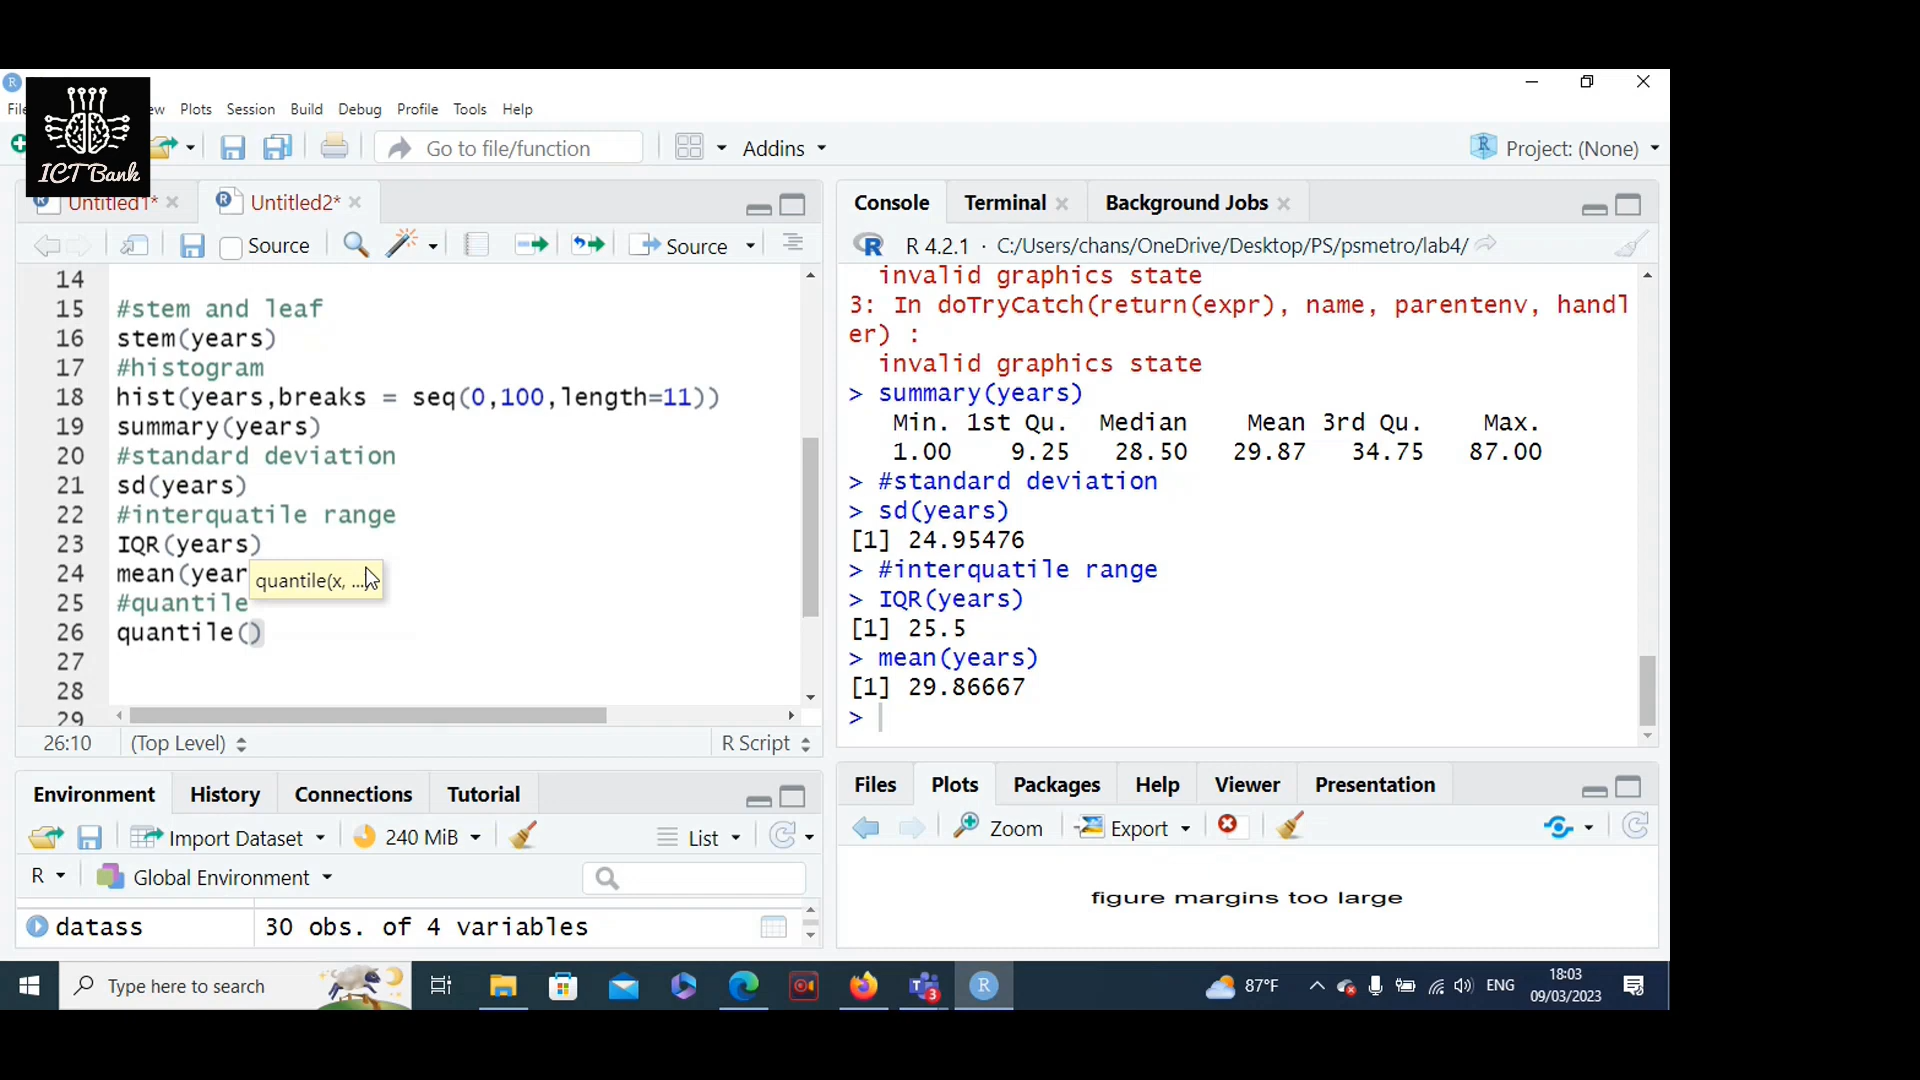 File
ew
Plots
Session
Build
Debug
Profile
Tools
Help
ICT Bank
Go to file/function
Addins
Project: (None)
Untitled1*
Untitled2*
Source
Source
14
15 #stem and leaf
16 stem(years)
17 #histogram
18 hist(years,breaks = seq(0,100,length=11))
19 summary(years)
20 #standard deviation
21 sd(years)
22 #interquatile range
23 IQR(years)
24 mean(year
quantile(x, ...)
25 #quantile
26 quantile()
27
28
29
26:10
(Top Level)
R Script
Console
Terminal
Background Jobs
R 4.2.1 · C:/Users/chans/OneDrive/Desktop/PS/psmetro/lab4/
invalid graphics state
3: In doTryCatch(return(expr), name, parentenv, handl
er) :
invalid graphics state
> summary(years)
Min. 1st Qu. Median Mean 3rd Qu. Max.
1.00 9.25 28.50 29.87 34.75 87.00
> #standard deviation
> sd(years)
[1] 24.95476
> #interquatile range
> IQR(years)
[1] 25.5
> mean(years)
[1] 29.86667
>
Environment
History
Connections
Tutorial
Import Dataset
240 MiB
List
R
Global Environment
datass
30 obs. of 4 variables
Files
Plots
Packages
Help
Viewer
Presentation
Zoom
Export
figure margins too large
Type here to search
3
R
87°F
ENG
18:03
09/03/2023